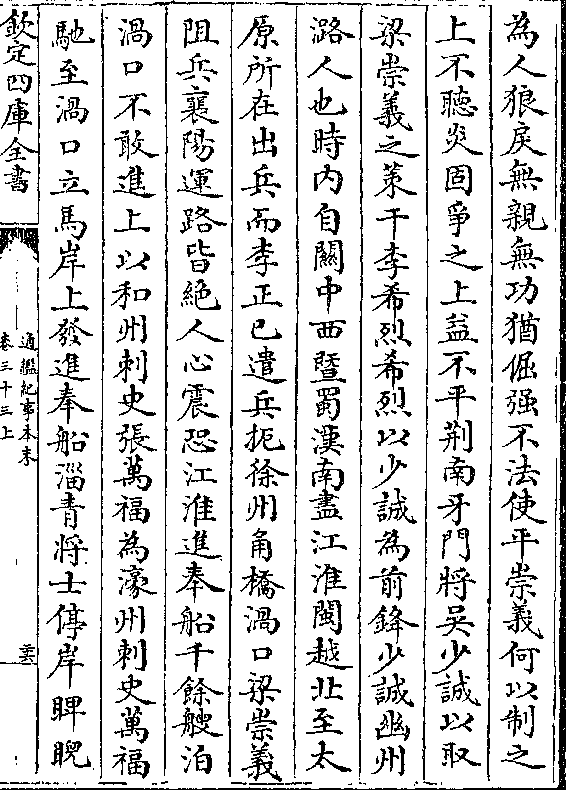 為人狼戾無親無功猶倔强不法使平崇義何以制之
上不聽炎固爭之上益不平荆南牙門將吳少誠以取
梁崇義之策干李希烈希烈以少誠為前鋒少誠幽州
潞人也時內自關中西暨蜀漢南盡江淮閩越北至太
原所在出兵而李正已遣兵扼徐州甬橋渦口梁崇義
阻兵襄陽運路皆絶人心震恐江淮進奉船千餘艘泊
渦口不敢進上以和州刺史張萬福為濠州刺史萬福
馳至渦口立馬岸上發進奉船淄青將士停岸睥睨
欽定四庫全書
通鑑紀事本末
卷三十三上